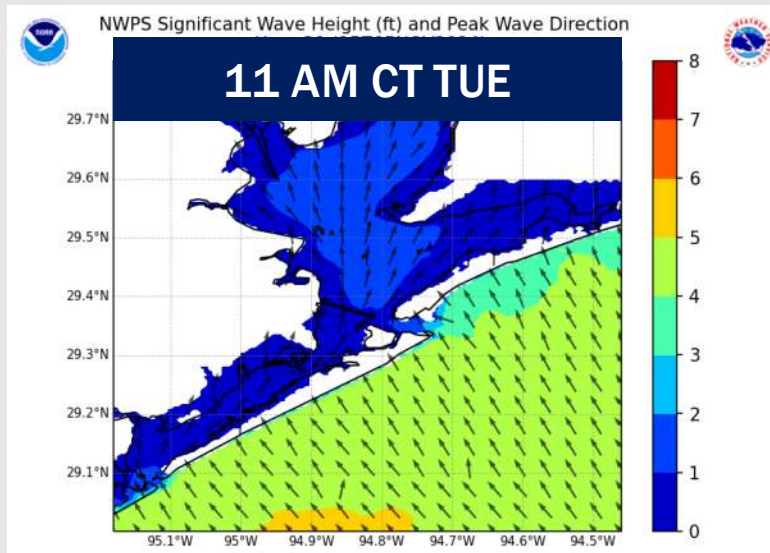 NWPS Significant Wave Height (ft) and Peak Wave Direction
11 AM CT TUE
29.7°N
29.6°N
29.5°N
29.4°N
29.3°N
29.2°N
29.1°N
95.1°W 95°W 94.9°W 94.8°W 94.7°W 94.6°W 94.5°W
8
7
6
5
4
3
2
1
0
NOAA